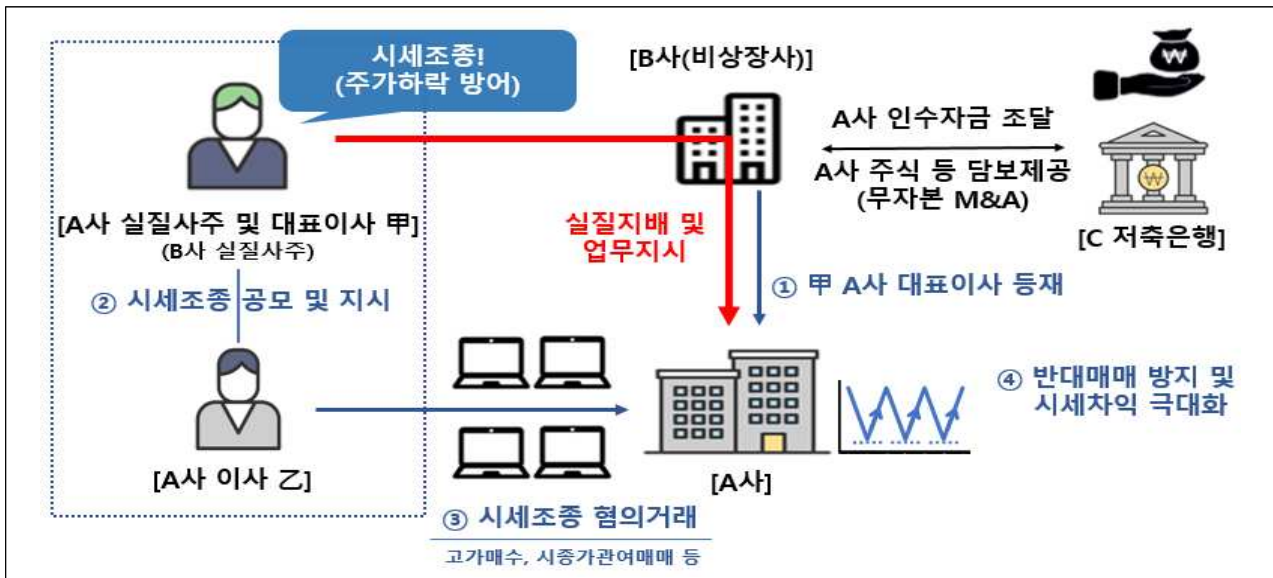 시세조종!
(주가하락 방어)
[B사(비상장사)]
₩
A사 인수자금 조달
A사 주식 등 담보제공
(무자본 M&A)
₩
[C 저축은행]
[A사 실질사주 및 대표이사 甲]
(B사 실질사주)
실질지배 및
업무지시
① 甲 A사 대표이사 등재
② 시세조종 공모 및 지시
④ 반대매매 방지 및
시세차익 극대화
[A사 이사 乙]
[A사]
③ 시세조종 혐의거래
고가매수, 시종가관여매매 등